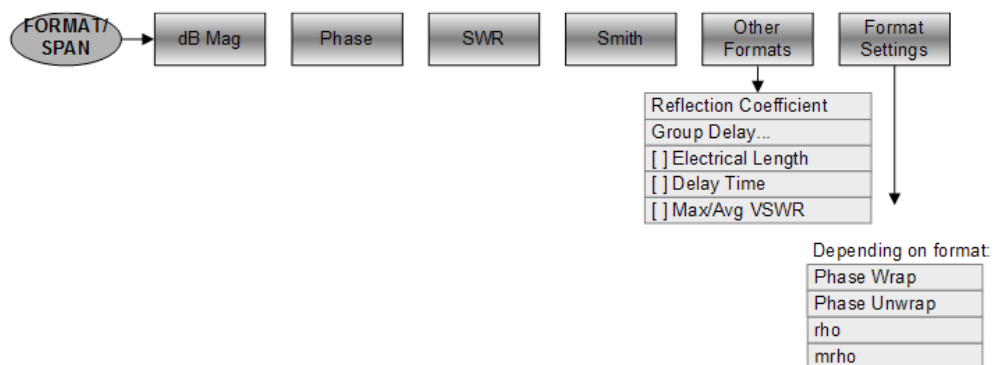 FORMAT/
SPAN
dB Mag
Phase
SWR
Smith
Other
Formats
Format
Settings
Reflection Coefficient
Group Delay...
[ ] Electrical Length
[ ] Delay Time
[ ] Max/Avg VSWR
Depending on format:
Phase Wrap
Phase Unwrap
rho
mrho